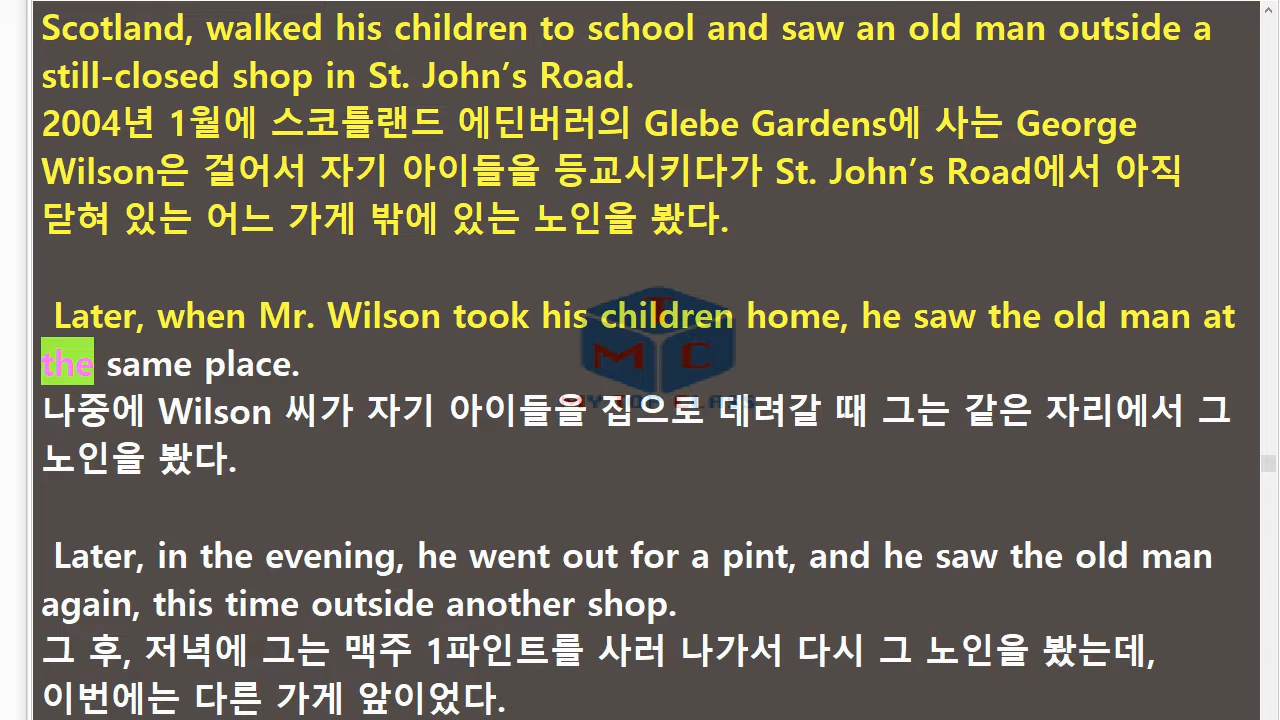 Scotland, walked his children to school and saw an old man outside a
still-closed shop in St. John’s Road.
2004년 1월에 스코틀랜드 에딘버러의 Glebe Gardens에 사는 George
Wilson은 걸어서 자기 아이들을 등교시키다가 St. John’s Road에서 아직
닫혀 있는 어느 가게 밖에 있는 노인을 봤다.
Later, when Mr. Wilson took his children home, he saw the old man at
the same place.
나중에 Wilson 씨가 자기 아이들을 집으로 데려갈 때 그는 같은 자리에서 그
노인을 봤다.
Later, in the evening, he went out for a pint, and he saw the old man
again, this time outside another shop.
그 후, 저녁에 그는 맥주 1파인트를 사러 나가서 다시 그 노인을 봤는데,
이번에는 다른 가게 앞이었다.
T
M C